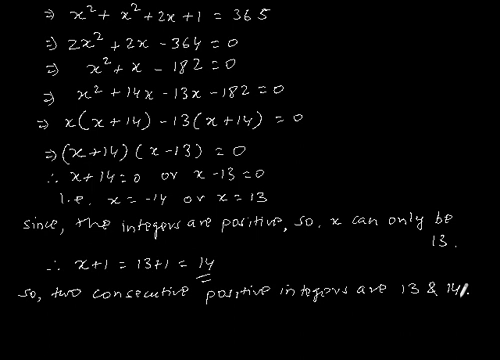 ⇒ x² + x² + 2x + 1 = 365
⇒ 2x² + 2x - 364 = 0
⇒ x² + x - 182 = 0
⇒ x² + 14x - 13x - 182 = 0
⇒ x(x+14) - 13(x+14) = 0
⇒ (x+14) (x-13) = 0
∴ x+14=0 or x-13=0
i.e. x = -14 or x = 13
since, the integers are positive, so. x can only be
13.
∴ x+1 = 13+1 = 14
so, two consecutive positive integers are 13 & 14.